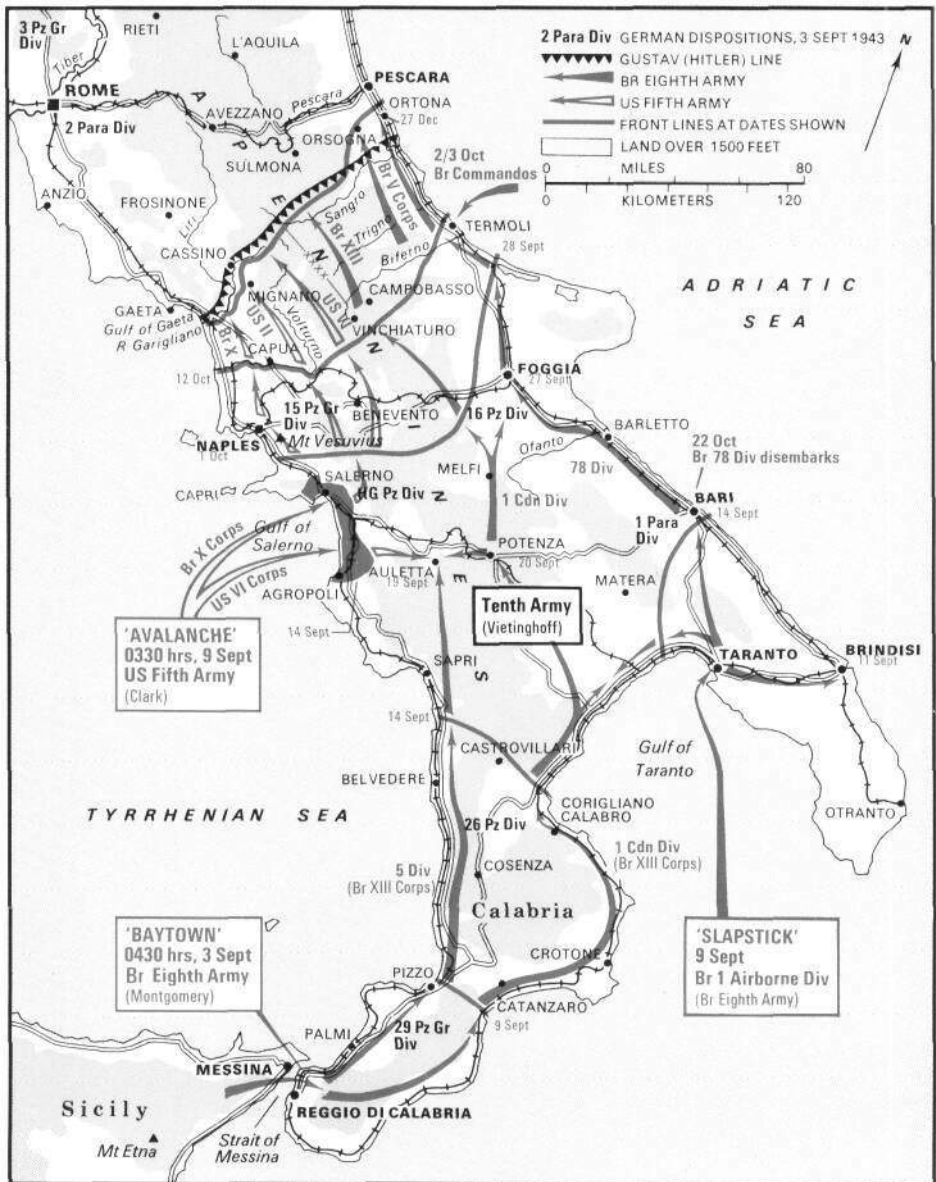 3 Pz Gr
Div
RIETI
L'AQUILA
Tiber
ROME
2 Para Div
AVEZZANO
Pescara
PESCARA
ORTONA
27 Dec
ORSOGNA
SULMONA
2 Para Div GERMAN DISPOSITIONS, 3 SEPT 1943
GUSTAV (HITLER) LINE
BR EIGHTH ARMY
US FIFTH ARMY
FRONT LINES AT DATES SHOWN
LAND OVER 1500 FEET
MILES
0 80
KILOMETERS 120
N
2/3 Oct
Br Commandos
TERMOLI
28 Sept
ANZIO
FROSINONE
Liri
CASSINO
Sangro
Trigno
Biferno
Br XIII
Br V Corps
xxxx
A P E N N I N E S
MIGNANO
US II
Volturno
US VI
CAMPOBASSO
VINCHIATURO
GAETA
Gulf of Gaeta
R Garigliano
Br X
CAPUA
12 Oct
ADRIATIC
SEA
FOGGIA
27 Sept
15 Pz Gr
Div
BENEVENTO
16 Pz Div
NAPLES
1 Oct
Mt Vesuvius
BARLETTO
Ofanto
22 Oct
Br 78 Div disembarks
78 Div
MELFI
SALERNO
HG Pz Div
CAPRI
1 Cdn Div
BARI
14 Sept
1 Para
Div
Gulf of
Salerno
Br X Corps
US VI Corps
POTENZA
20 Sept
AULETTA
19 Sept
MATERA
AGROPOLI
14 Sept
Tenth Army
(Vietinghoff)
'AVALANCHE'
0330 hrs, 9 Sept
US Fifth Army
(Clark)
SAPRI
TARANTO
BRINDISI
11 Sept
14 Sept
CASTROVILLARI
Gulf of
Taranto
BELVEDERE
TYRRHENIAN SEA
CORIGLIANO
CALABRO
OTRANTO
26 Pz Div
5 Div
(Br XIII Corps)
COSENZA
1 Cdn Div
(Br XIII Corps)
Calabria
'BAYTOWN'
0430 hrs, 3 Sept
Br Eighth Army
(Montgomery)
'SLAPSTICK'
9 Sept
Br 1 Airborne Div
(Br Eighth Army)
CROTONE
PIZZO
CATANZARO
9 Sept
PALMI
29 Pz Gr
Div
MESSINA
Sicily
REGGIO DI CALABRIA
Mt Etna
Strait of
Messina